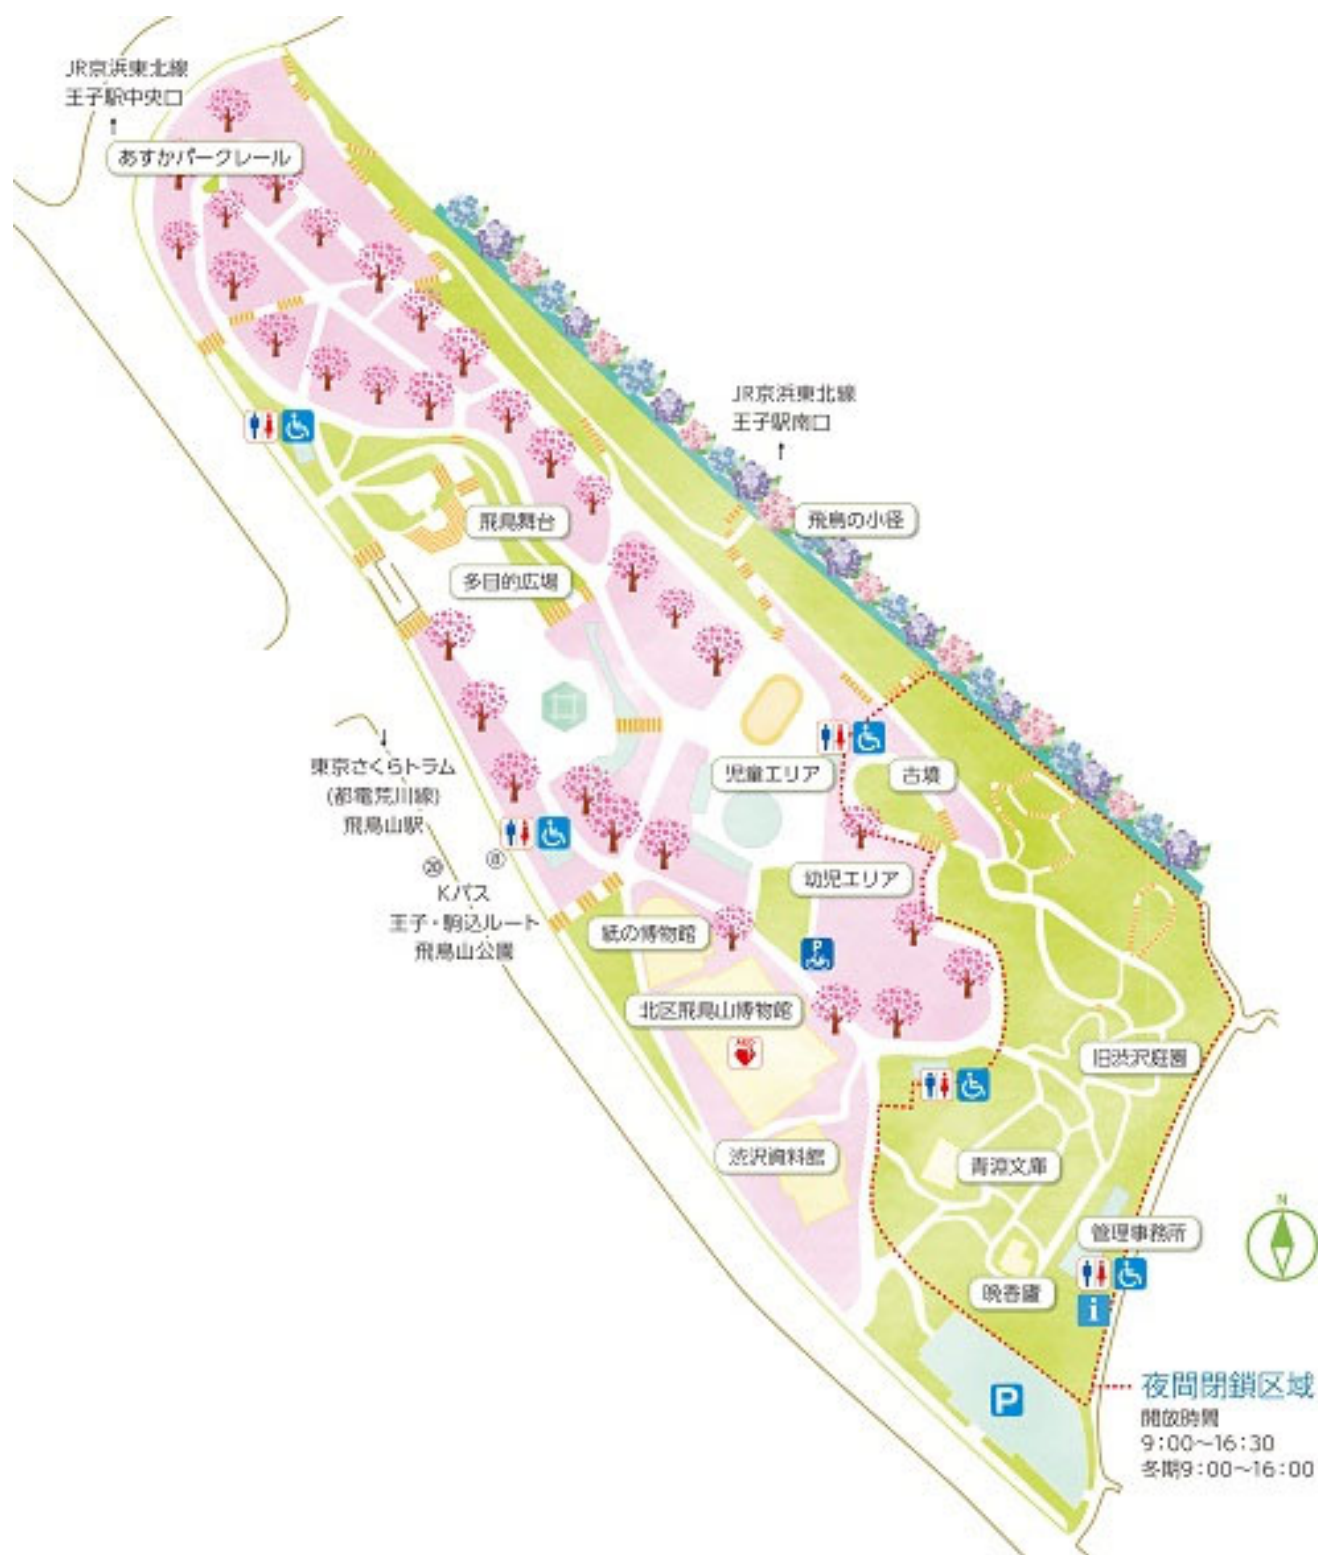 JR京浜東北線
王子駅中央口
あすかパークレール
JR京浜東北線
王子駅南口
飛鳥の小径
飛鳥舞台
多目的広場
東京さくらトラム
(都電荒川線)
飛鳥山駅
児童エリア
古墳
⑳
⑧
Kバス
王子・駒込ルート
飛鳥山公園
幼児エリア
紙の博物館
P
北区飛鳥山博物館
AED
旧渋沢庭園
渋沢資料館
青淵文庫
N
管理事務所
晩香廬
i
P
夜間閉鎖区域
開放時間
9:00〜16:30
冬期9:00〜16:00